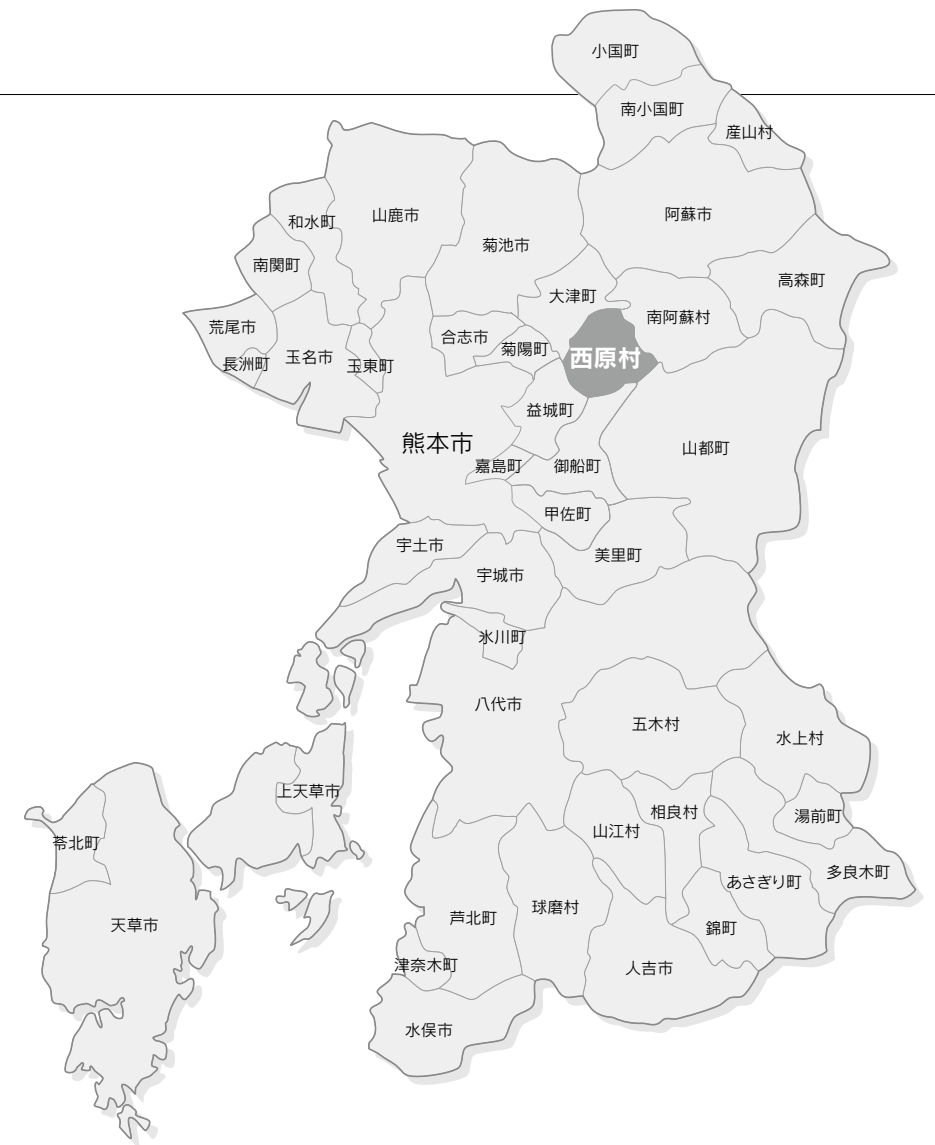 小国町
南小国町
産山村
和水町
山鹿市
阿蘇市
菊池市
南関町
高森町
大津町
南阿蘇村
荒尾市
合志市
菊陽町
長洲町
玉名市
玉東町
西原村
益城町
熊本市
山都町
嘉島町
御船町
甲佐町
宇土市
美里町
宇城市
氷川町
八代市
五木村
水上村
上天草市
相良村
湯前町
山江村
苓北町
多良木町
あさぎり町
球磨村
芦北町
天草市
錦町
津奈木町
人吉市
水俣市